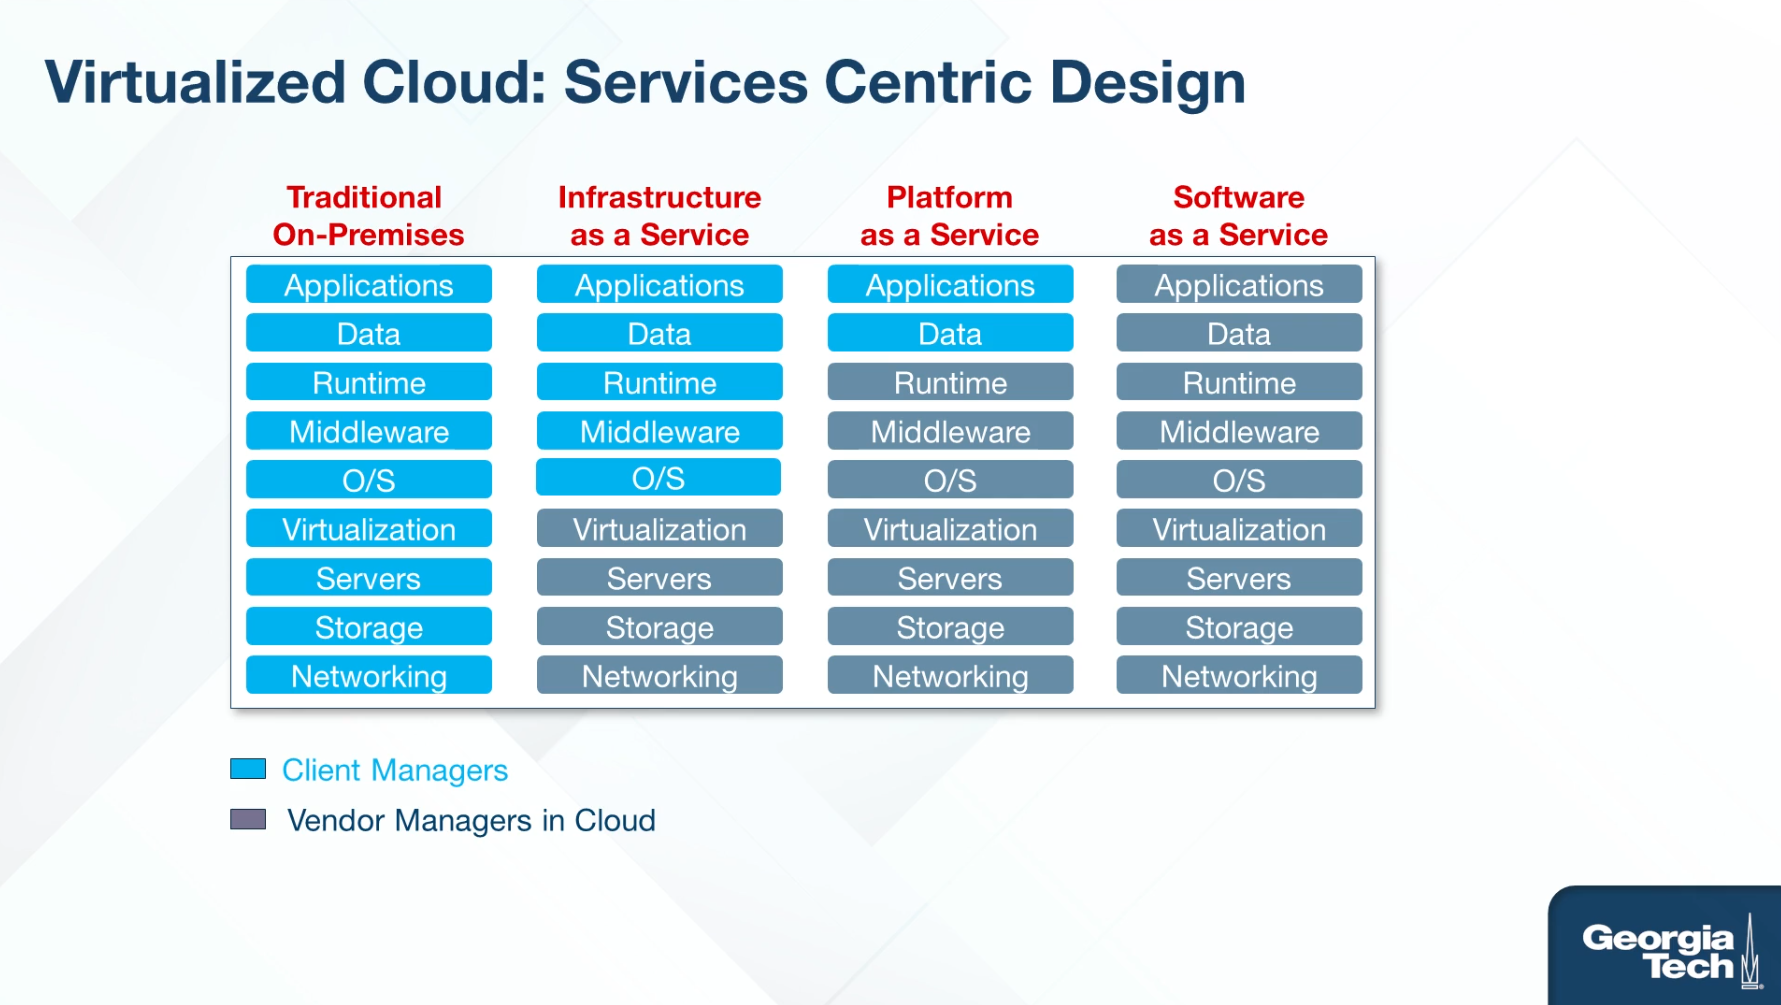 Virtualized Cloud: Services Centric Design
Traditional
On-Premises
Infrastructure
as a Service
Platform
as a Service
Software
as a Service
Applications
Applications
Applications
Applications
Data
Data
Data
Data
Runtime
Runtime
Runtime
Runtime
Middleware
Middleware
Middleware
Middleware
O/S
O/S
O/S
O/S
Virtualization
Virtualization
Virtualization
Virtualization
Servers
Servers
Servers
Servers
Storage
Storage
Storage
Storage
Networking
Networking
Networking
Networking
Client Managers
Vendor Managers in Cloud
Georgia
Tech